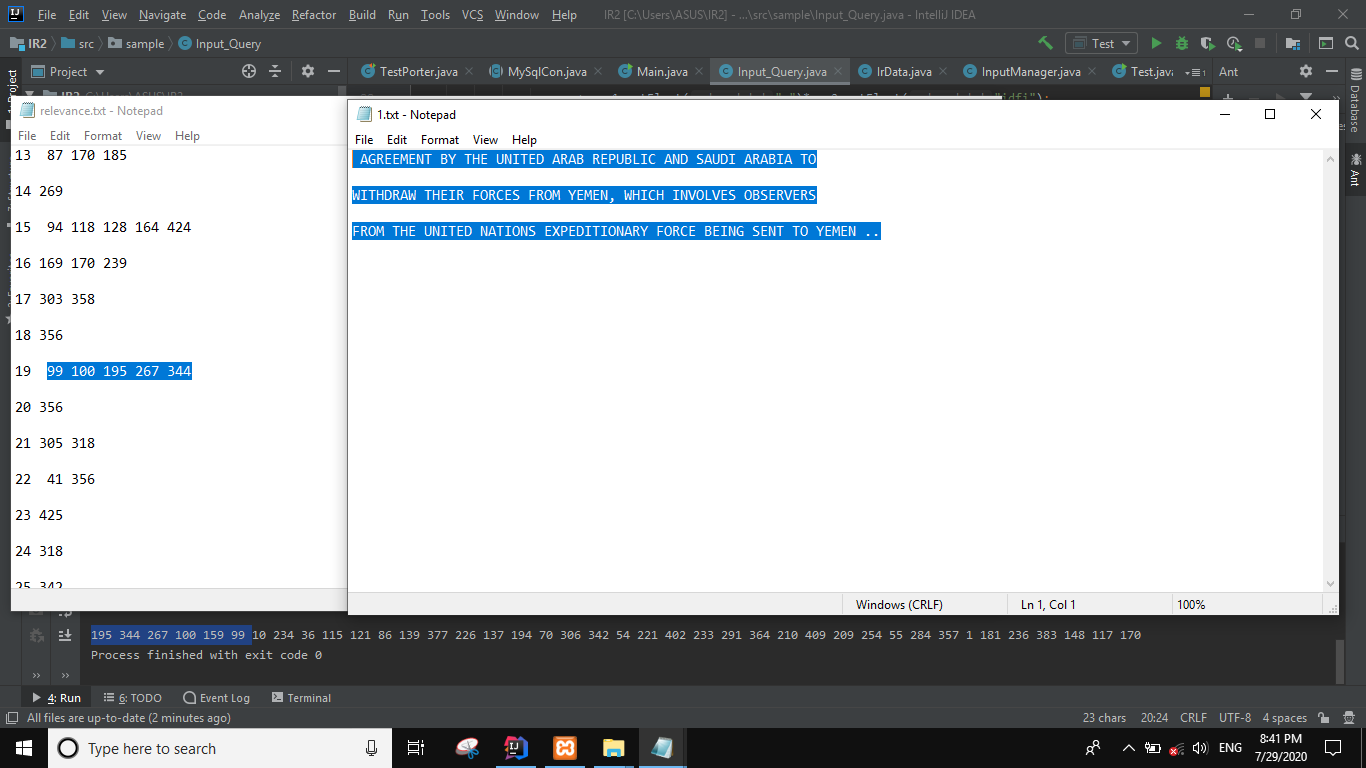 File Edit View Navigate Code Analyze Refactor Build Run Tools VCS Window Help IR2 [C:\Users\ASUS\IR2] - ...\src\sample\Input_Query.java - IntelliJ IDEA
IR2 src sample Input_Query Test
Project TestPorter.java MySqlCon.java Main.java Input_Query.java IrData.java InputManager.java Test.java Ant
Project
Database
Ant
relevance.txt - Notepad
File Edit Format View Help
13 87 170 185
14 269
15 94 118 128 164 424
16 169 170 239
17 303 358
18 356
19 99 100 195 267 344
20 356
21 305 318
22 41 356
23 425
24 318
25 342
1.txt - Notepad
File Edit Format View Help
AGREEMENT BY THE UNITED ARAB REPUBLIC AND SAUDI ARABIA TO
WITHDRAW THEIR FORCES FROM YEMEN, WHICH INVOLVES OBSERVERS
FROM THE UNITED NATIONS EXPEDITIONARY FORCE BEING SENT TO YEMEN ..
Windows (CRLF) Ln 1, Col 1 100%
195 344 267 100 159 99 10 234 36 115 121 86 139 377 226 137 194 70 306 342 54 221 402 233 291 364 210 409 209 254 55 284 357 1 181 236 383 148 117 170
Process finished with exit code 0
4: Run 6: TODO Event Log Terminal
All files are up-to-date (2 minutes ago) 23 chars 20:24 CRLF UTF-8 4 spaces
Type here to search ENG 8:41 PM
7/29/2020